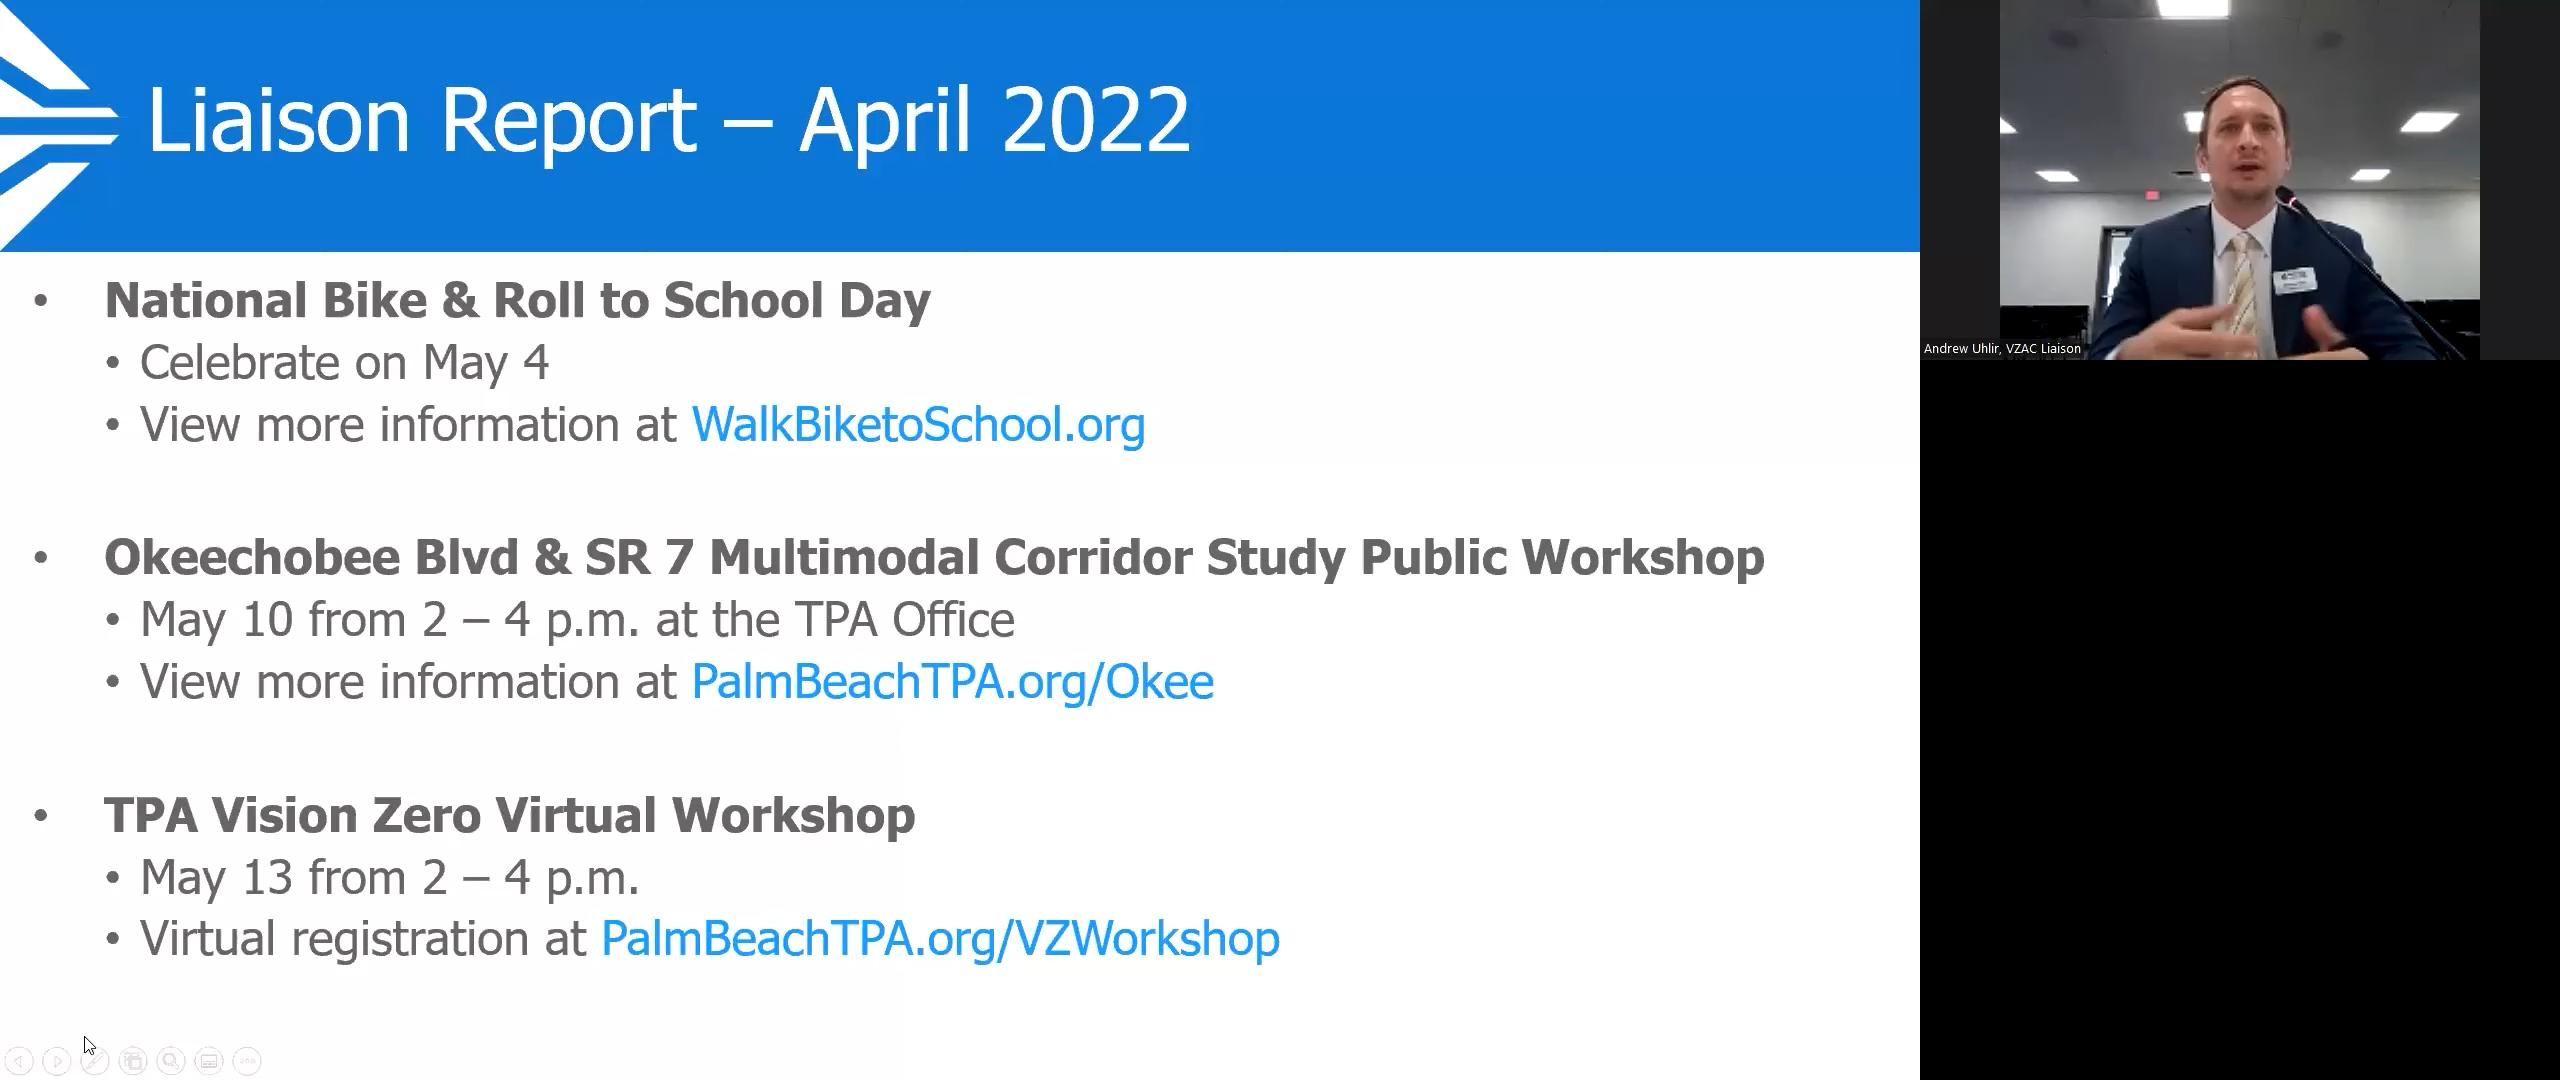 Liaison Report – April 2022
• National Bike & Roll to School Day
• Celebrate on May 4
• View more information at WalkBiketoSchool.org
• Okeechobee Blvd & SR 7 Multimodal Corridor Study Public Workshop
• May 10 from 2 – 4 p.m. at the TPA Office
• View more information at PalmBeachTPA.org/Okee
• TPA Vision Zero Virtual Workshop
• May 13 from 2 – 4 p.m.
• Virtual registration at PalmBeachTPA.org/VZWorkshop
Andrew Uhlir, VZAC Liaison